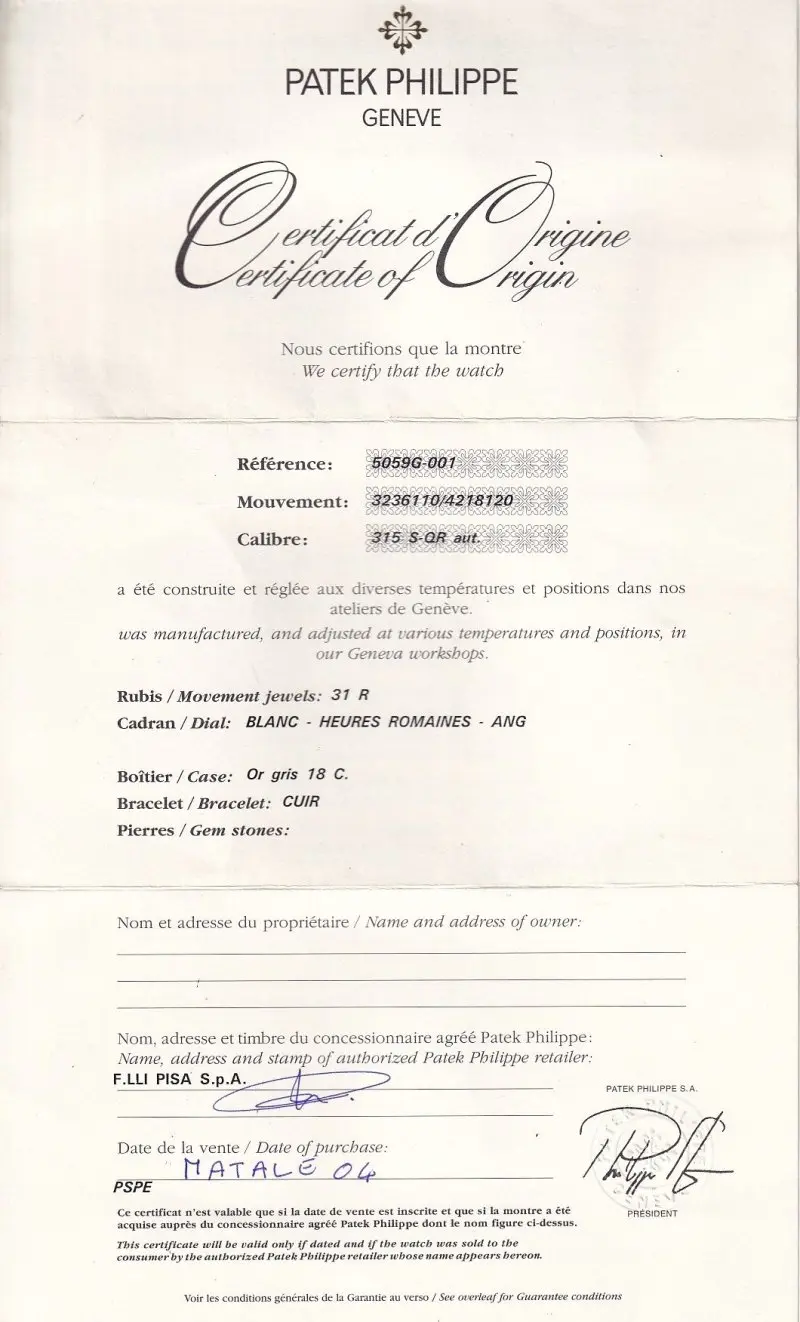 PATEK PHILIPPE
GENEVE
Certificat d'Origine
Certificate of Origin
Nous certifions que la montre
We certify that the watch
Référence: 5059G-001
Mouvement: 3236110/4218120
Calibre: 315 S-QR aut.
a été construite et réglée aux diverses températures et positions dans nos
ateliers de Genève.
was manufactured, and adjusted at various temperatures and positions, in
our Geneva workshops.
Rubis / Movement jewels: 31 R
Cadran / Dial: BLANC - HEURES ROMAINES - ANG
Boîtier / Case: Or gris 18 C.
Bracelet / Bracelet: CUIR
Pierres / Gem stones:
Nom et adresse du propriétaire / Name and address of owner:
Nom, adresse et timbre du concessionnaire agréé Patek Philippe:
Name, address and stamp of authorized Patek Philippe retailer:
F.LLI PISA S.p.A.
PATEK PHILIPPE S.A.
Date de la vente / Date of purchase:
NATALE 04
PSPE
PRÉSIDENT
Ce certificat n'est valable que si la date de vente est inscrite et que si la montre a été
acquise auprès du concessionnaire agréé Patek Philippe dont le nom figure ci-dessus.
This certificate will be valid only if dated and if the watch was sold to the
consumer by the authorized Patek Philippe retailer whose name appears hereon.
Voir les conditions générales de la Garantie au verso / See overleaf for Guarantee conditions